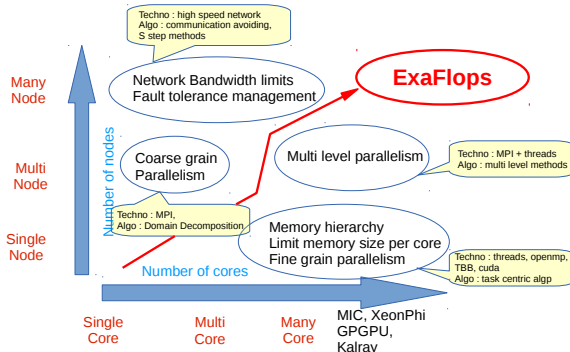 Techno : high speed network,
Algo : communication avoiding,
S step methods
Many
Node
Network Bandwidth limits
Fault tolerance management
ExaFlops
Multi
Node
Number of nodes
Coarse grain
Parallelism
Multi level parallelism
Techno : MPI + threads
Algo : multi level methods
Techno : MPI,
Algo : Domain Decomposition
Single
Node
Memory hierarchy
Limit memory size per core
Fine grain parallelism
Techno : threads, openmp,
TBB, cuda
Algo : task centric algp
Number of cores
Single
Core
Multi
Core
Many
Core
MIC, XeonPhi
GPGPU,
Kalray